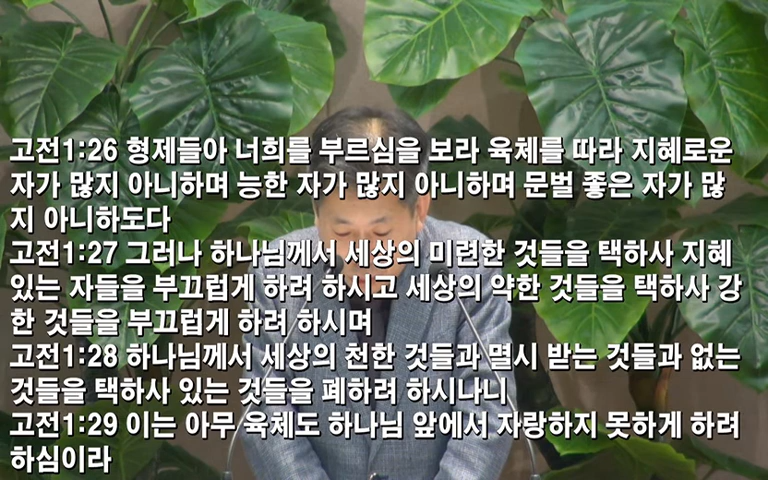 고전1:26 형제들아 너희를 부르심을 보라 육체를 따라 지혜로운
자가 많지 아니하며 능한 자가 많지 아니하며 문벌 좋은 자가 많
지 아니하도다
고전1:27 그러나 하나님께서 세상의 미련한 것들을 택하사 지혜
있는 자들을 부끄럽게 하려 하시고 세상의 약한 것들을 택하사 강
한 것들을 부끄럽게 하려 하시며
고전1:28 하나님께서 세상의 천한 것들과 멸시 받는 것들과 없는
것들을 택하사 있는 것들을 폐하려 하시나니
고전1:29 이는 아무 육체도 하나님 앞에서 자랑하지 못하게 하려
하심이라